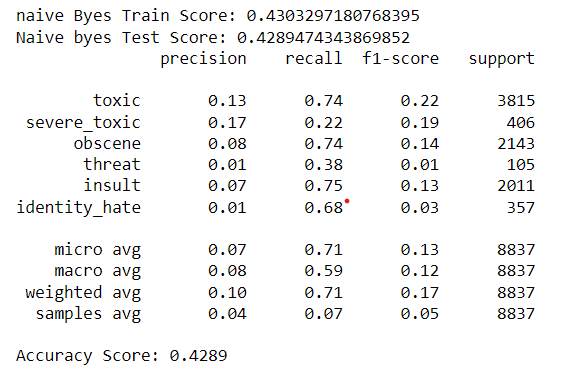 naive Byes Train Score: 0.4303297180768395
Naive byes Test Score: 0.4289474343869852
precision recall f1-score support
toxic 0.13 0.74 0.22 3815
severe_toxic 0.17 0.22 0.19 406
obscene 0.08 0.74 0.14 2143
threat 0.01 0.38 0.01 105
insult 0.07 0.75 0.13 2011
identity_hate 0.01 0.68 0.03 357
micro avg 0.07 0.71 0.13 8837
macro avg 0.08 0.59 0.12 8837
weighted avg 0.10 0.71 0.17 8837
samples avg 0.04 0.07 0.05 8837
Accuracy Score: 0.4289